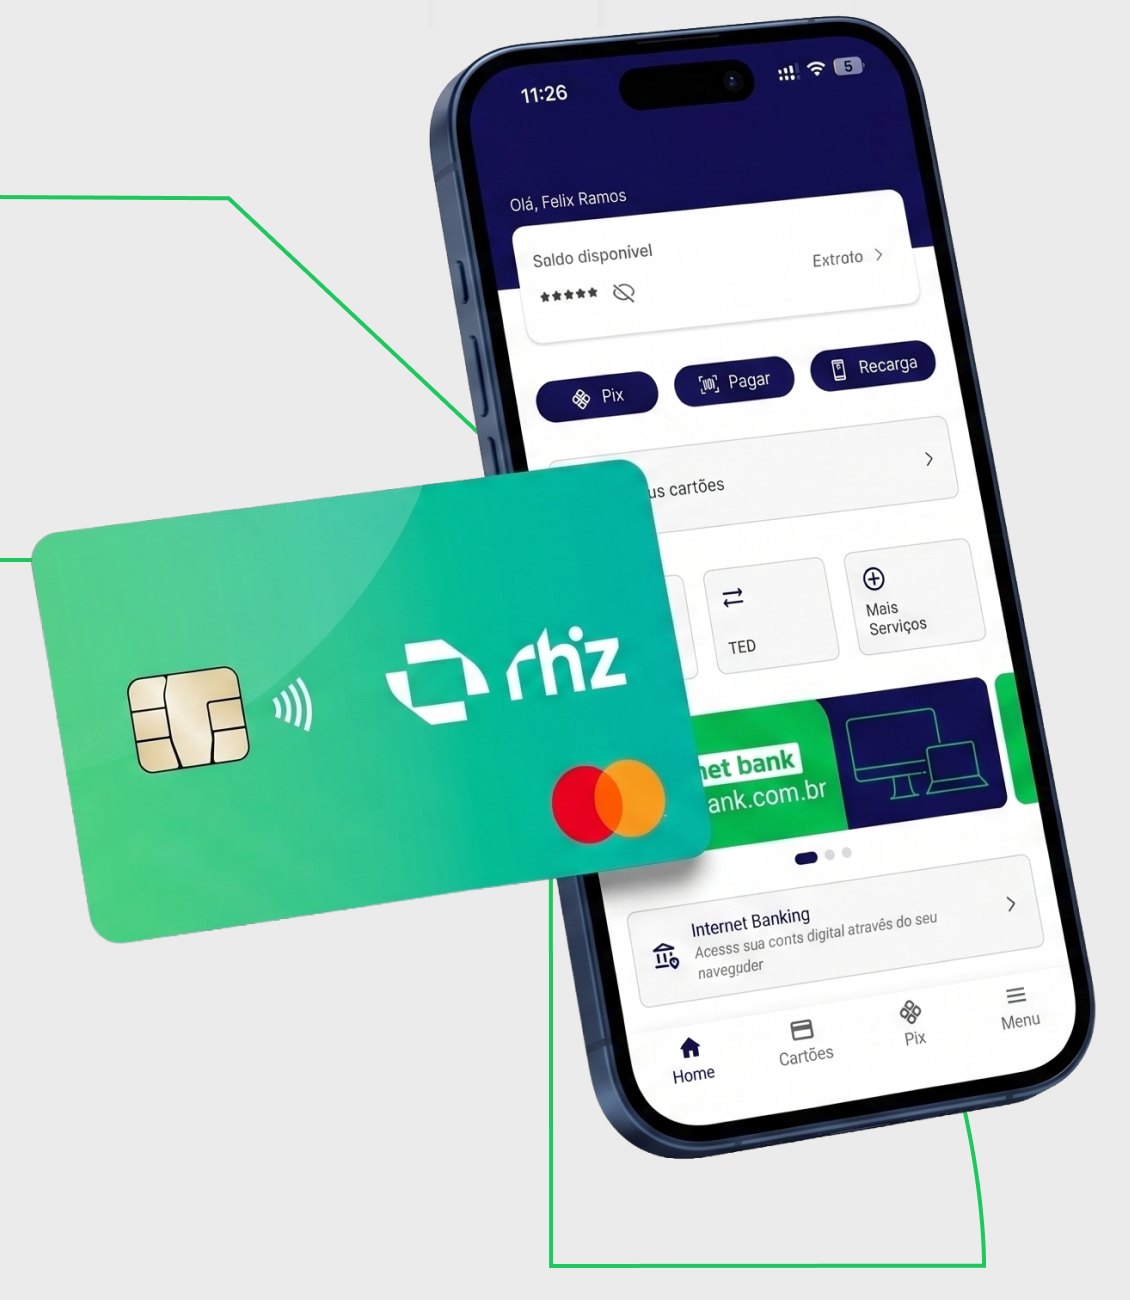 11:26
5
Olá, Felix Ramos
Saldo disponivel
*****
Extrato
Pix
Pagar
Recarga
us cartões
TED
Mais
Serviços
rhiz
net bank
ank.com.br
Internet Banking
Acesss sua conts digital através do seu
naveguder
Home
Cartões
Pix
Menu